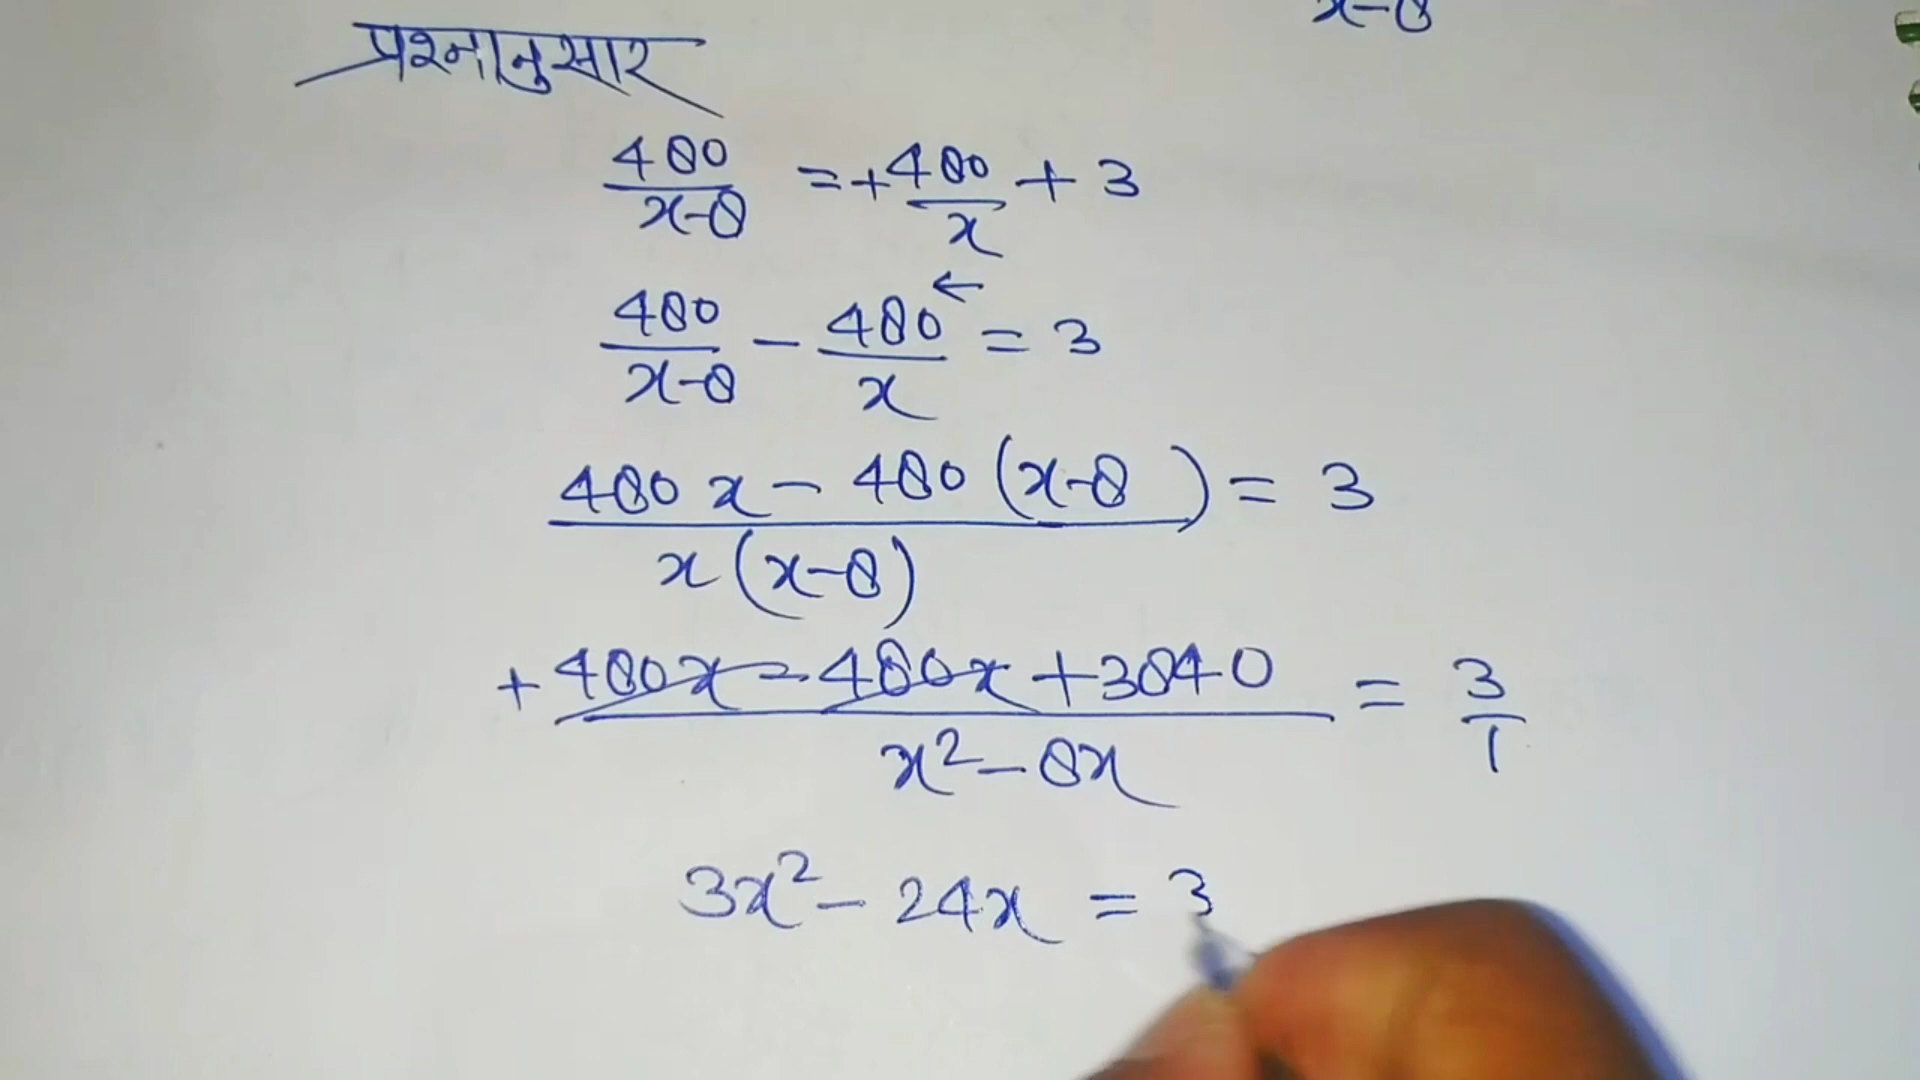 x-8
प्रश्नानुसार
480/x-8 = +480/x + 3
←
480/x-8 - 480/x = 3
480x - 480(x-8)/x(x-8) = 3
+480x - 480x + 3840/x² - 8x = 3/1
3x² - 24x = 3